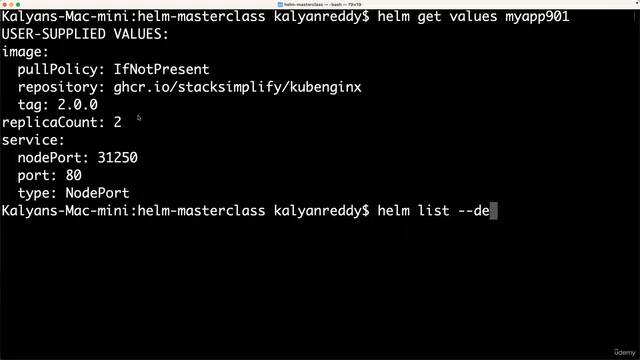 helm-masterclass — -bash — 79×19
Kalyans-Mac-mini:helm-masterclass kalyanreddy$ helm get values myapp901
USER-SUPPLIED VALUES:
image:
  pullPolicy: IfNotPresent
  repository: ghcr.io/stacksimplify/kubenginx
  tag: 2.0.0
replicaCount: 2
service:
  nodePort: 31250
  port: 80
  type: NodePort
Kalyans-Mac-mini:helm-masterclass kalyanreddy$ helm list --de
udemy